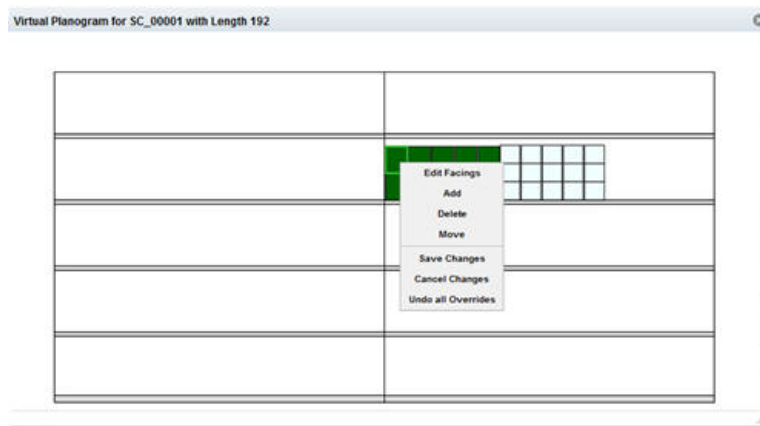 Virtual Planogram for SC_00001 with Length 192
Edit Facings
Add
Delete
Move
Save Changes
Cancel Changes
Undo all Overrides